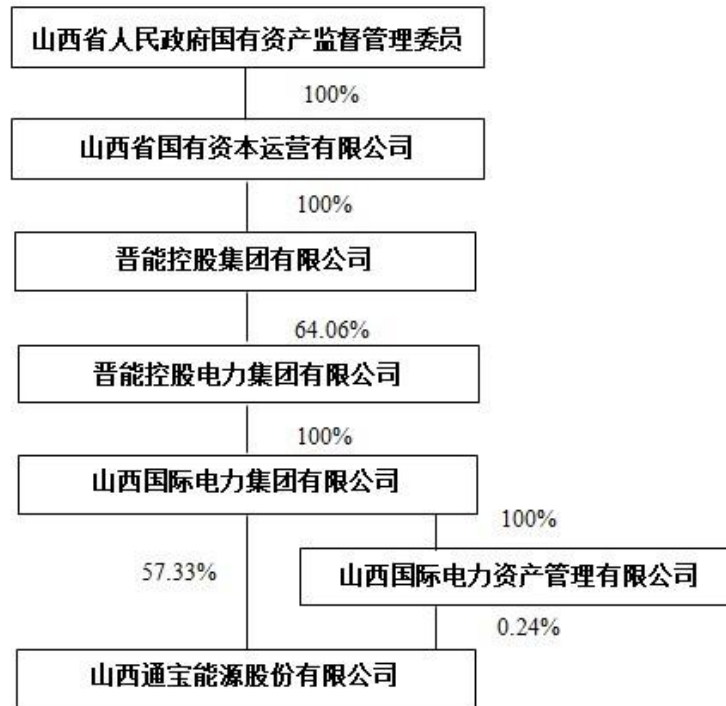 山西省人民政府国有资产监督管理委员
100%
山西省国有资本运营有限公司
100%
晋能控股集团有限公司
64.06%
晋能控股电力集团有限公司
100%
山西国际电力集团有限公司
100%
57.33%
山西国际电力资产管理有限公司
0.24%
山西通宝能源股份有限公司